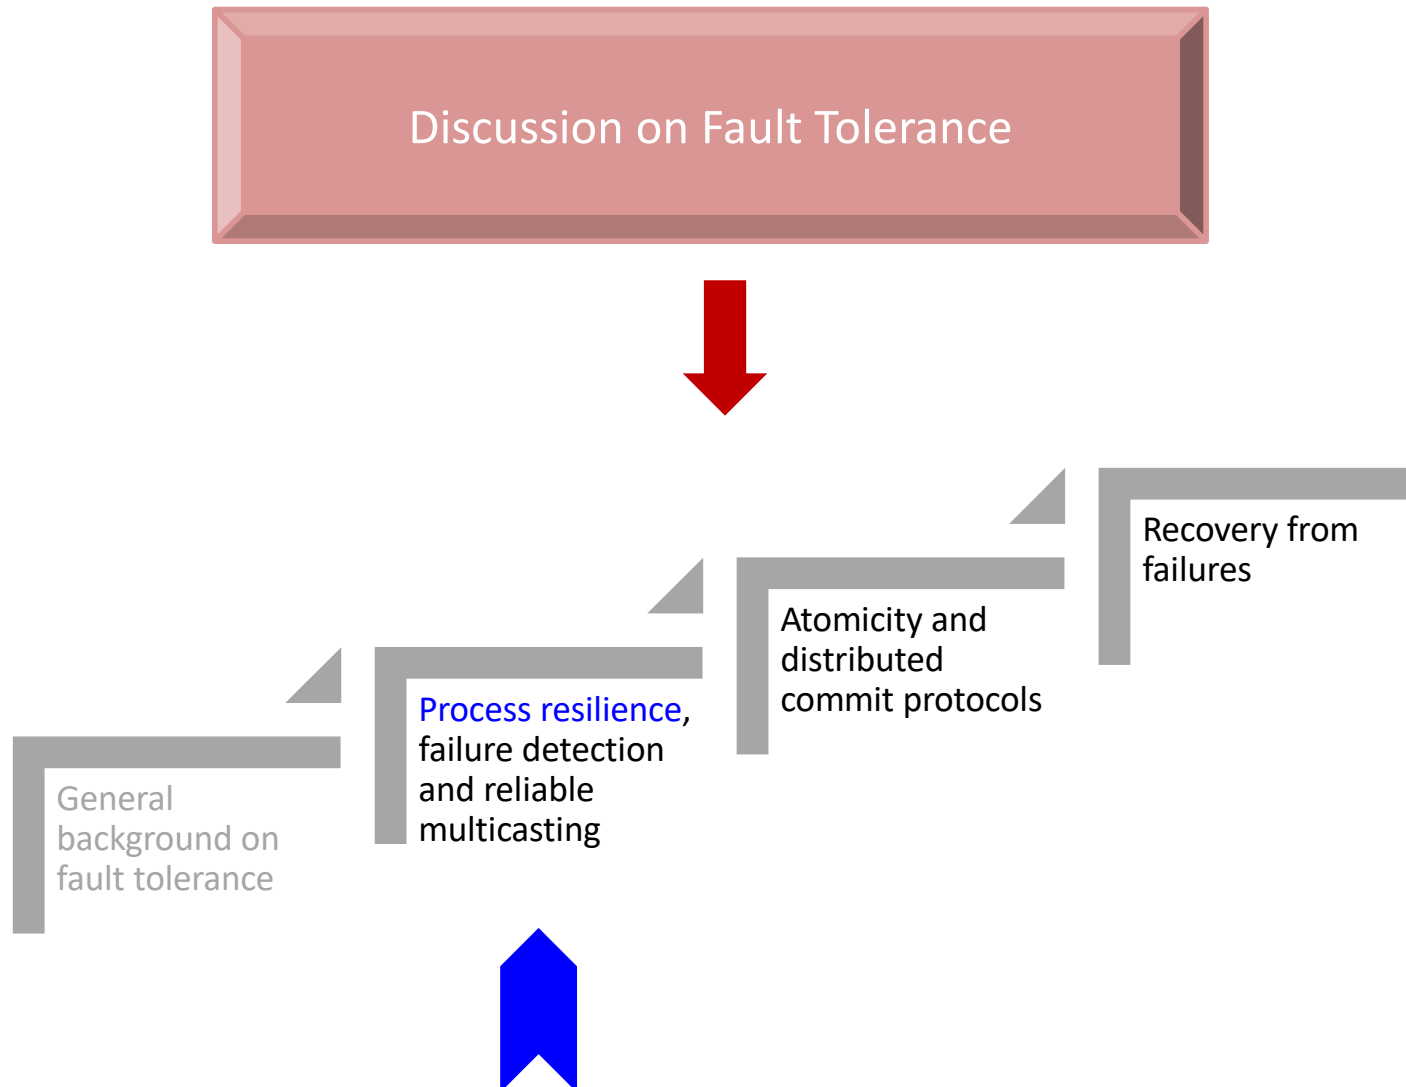 Discussion on Fault Tolerance
General
background on
fault tolerance
Process resilience,
failure detection
and reliable
multicasting
Atomicity and
distributed
commit protocols
Recovery from
failures